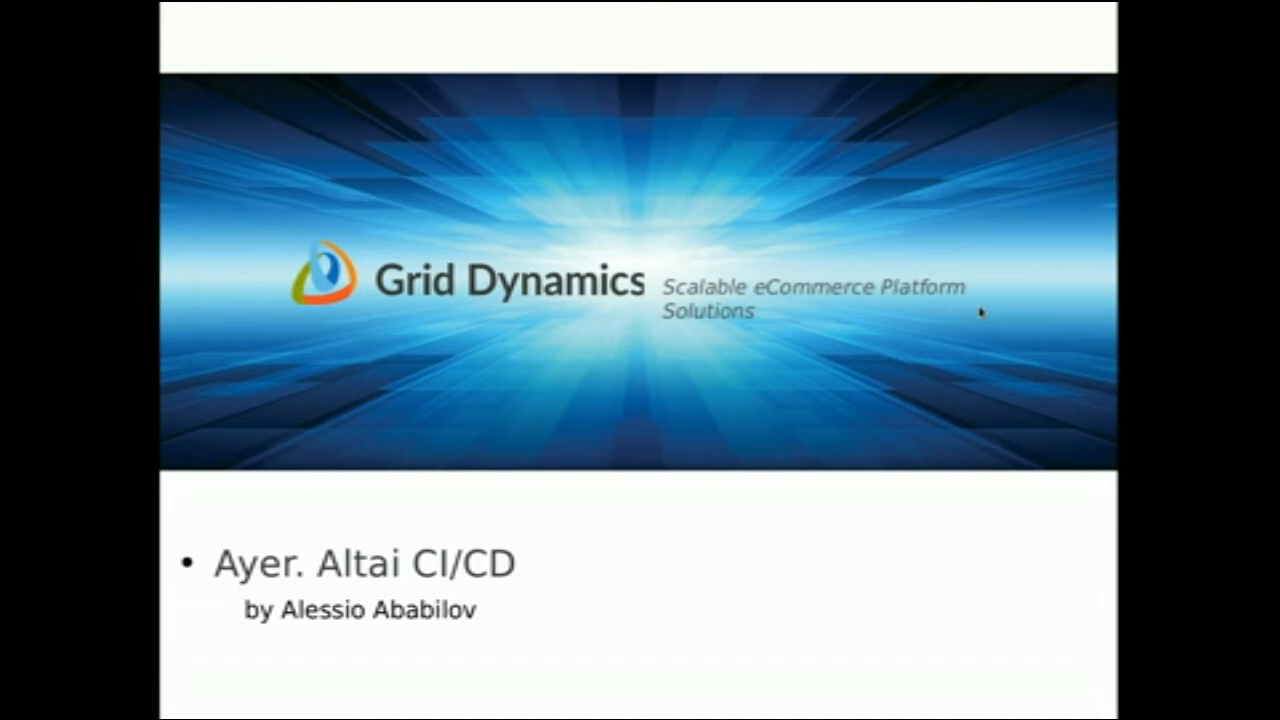 Grid Dynamics
Scalable eCommerce Platform
Solutions
• Ayer. Altai CI/CD
by Alessio Ababilov